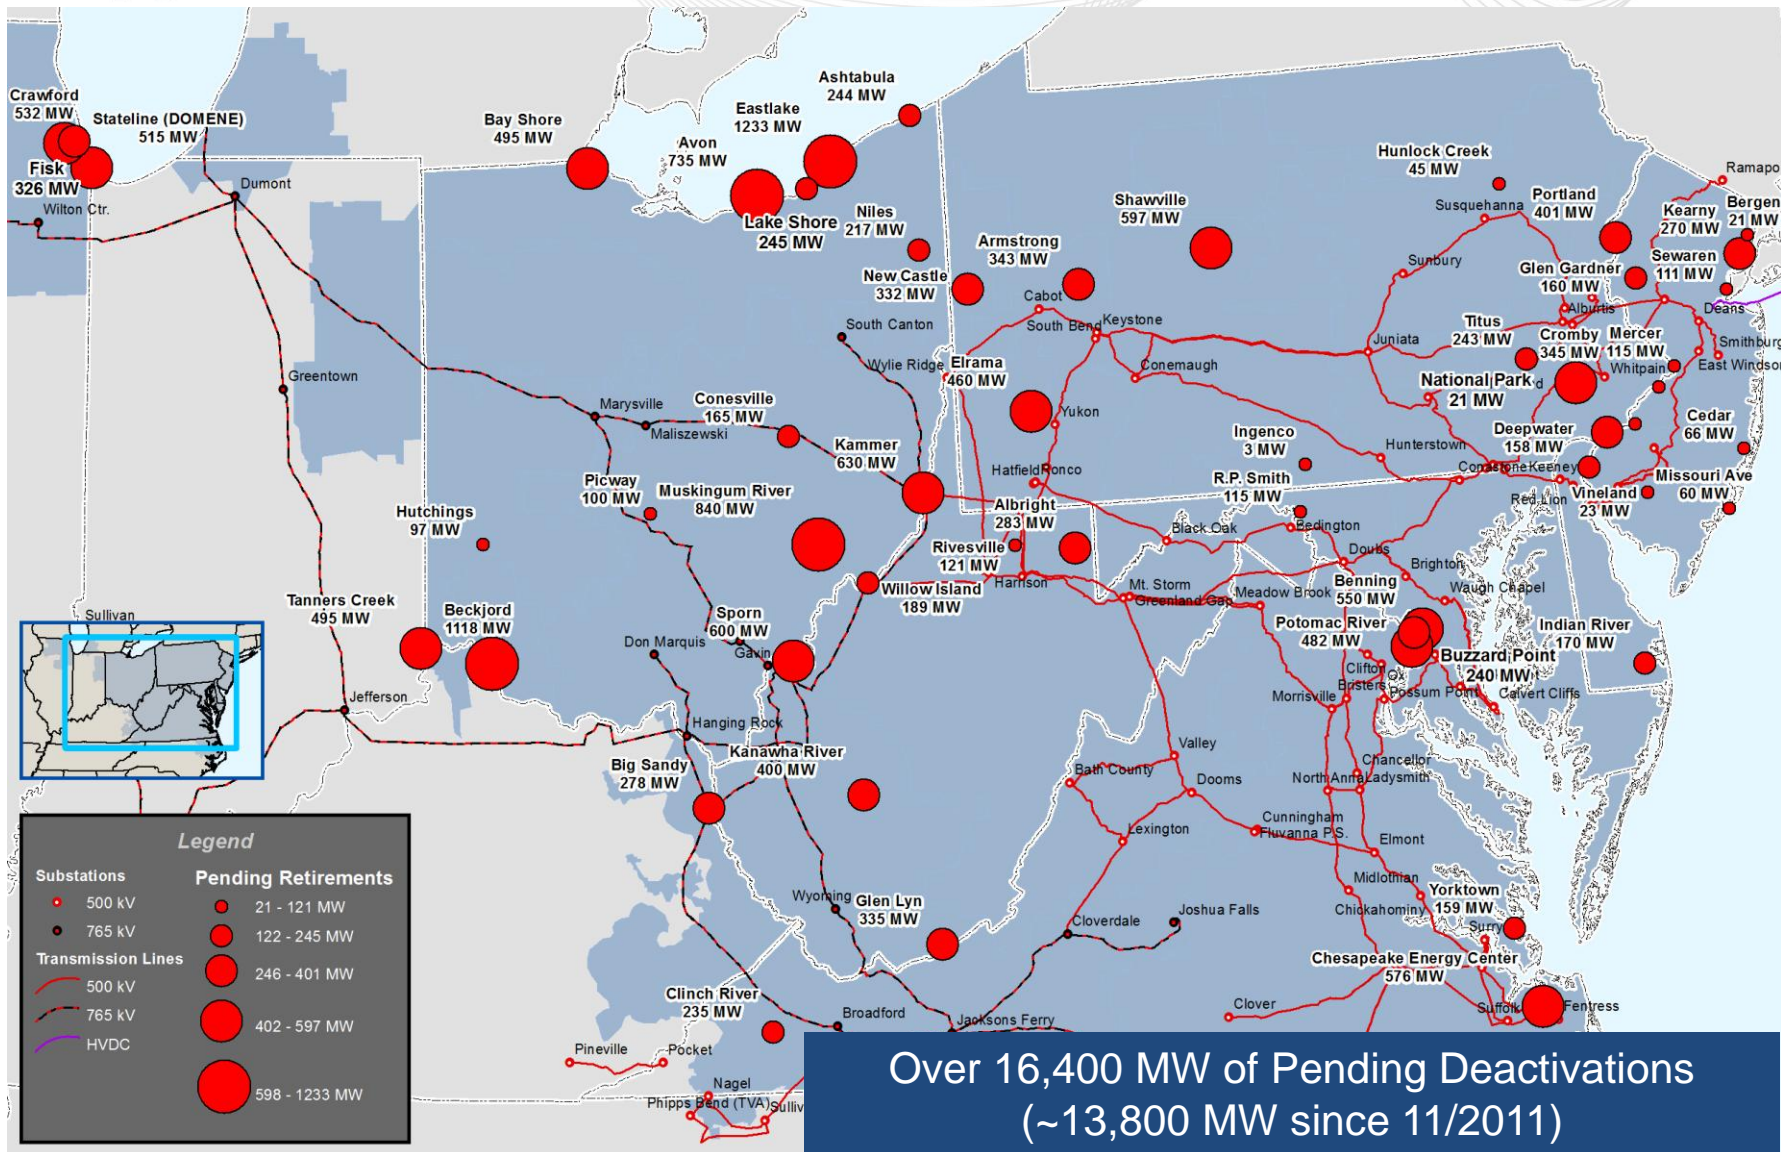 Crawford
532 MW
Stateline (DOMENE)
515 MW
Fisk
326 MW
Wilton Ctr.
Dumont
Bay Shore
495 MW
Avon
735 MW
Eastlake
1233 MW
Ashtabula
244 MW
Lake Shore
245 MW
Niles
217 MW
New Castle
332 MW
Armstrong
343 MW
Shawville
597 MW
Hunlock Creek
45 MW
Susquehanna
Portland
401 MW
Kearny
270 MW
Ramapo
Bergen
21 MW
Sewaren
111 MW
Sunbury
Glen Gardner
160 MW
Alburtis
Deans
Cabot
South Bend
Keystone
South Canton
Wylie Ridge
Elrama
460 MW
Conemaugh
Juniata
Titus
243 MW
Cromby
345 MW
Mercer
115 MW
Smithburg
Whitpain
East Windsor
National Park
21 MW
Greentown
Marysville
Maliszewski
Conesville
165 MW
Kammer
630 MW
Yukon
Ingenco
3 MW
Hunterstown
Deepwater
158 MW
Cedar
66 MW
Hatfield
Ronco
Conastone
Keeney
Missouri Ave
60 MW
Picway
100 MW
Muskingum River
840 MW
R.P. Smith
115 MW
Red Lion
Vineland
23 MW
Hutchings
97 MW
Albright
283 MW
Rivesville
121 MW
Black Oak
Bedington
Doubs
Brighton
Harrison
Willow Island
189 MW
Mt. Storm
Greenland Gap
Meadow Brook
Benning
550 MW
Waugh Chapel
Tanners Creek
495 MW
Beckjord
1118 MW
Sporn
600 MW
Don Marquis
Gavin
Potomac River
482 MW
Indian River
170 MW
Buzzard Point
240 MW
Clifton
Ox
Bristers
Possum Point
Calvert Cliffs
Morrisville
Sullivan
Jefferson
Hanging Rock
Kanawha River
400 MW
Big Sandy
278 MW
Valley
Bath County
Dooms
Chancellor
North Anna
Ladysmith
Lexington
Cunningham
Fluvanna P.S.
Elmont
Midlothian
Chickahominy
Yorktown
159 MW
Surry
Wyoming
Glen Lyn
335 MW
Cloverdale
Joshua Falls
Chesapeake Energy Center
576 MW
Clinch River
235 MW
Broadford
Jacksons Ferry
Clover
Suffolk
Fentress
Pineville
Pocket
Nagel
Phipps Bend (TVA)
Legend
Substations
500 kV
765 kV
Transmission Lines
500 kV
765 kV
HVDC
Pending Retirements
21 - 121 MW
122 - 245 MW
246 - 401 MW
402 - 597 MW
598 - 1233 MW
Over 16,400 MW of Pending Deactivations
(~13,800 MW since 11/2011)